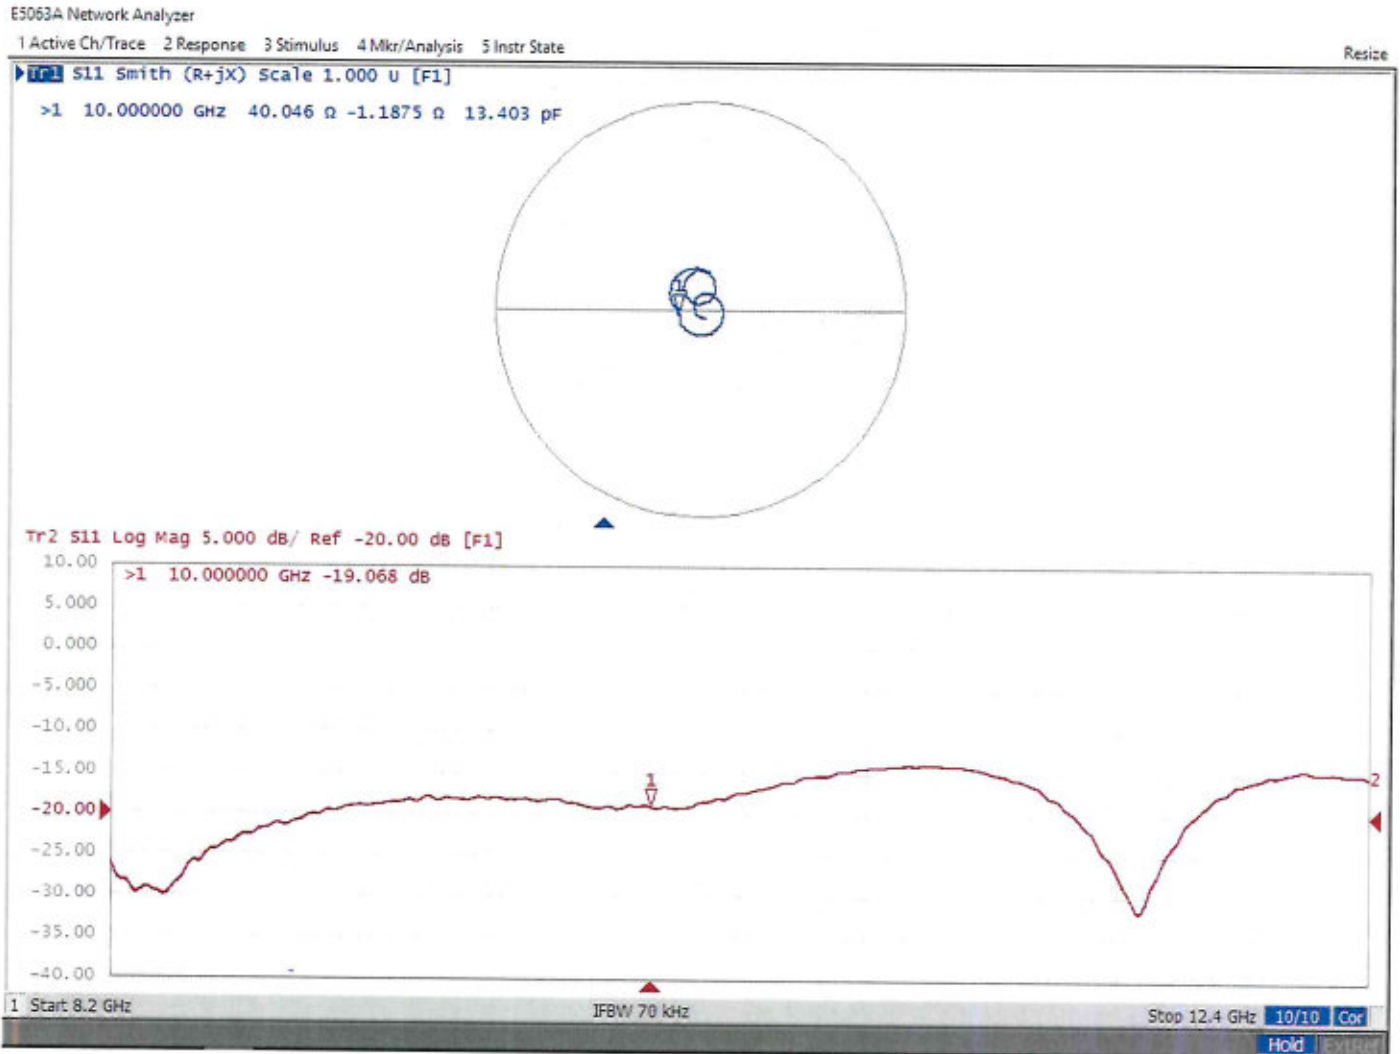 E5063A Network Analyzer
1 Active Ch/Trace 2 Response 3 Stimulus 4 Mkr/Analysis 5 Instr State
Resize
Tr1 S11 Smith (R+jX) Scale 1.000 U [F1]
>1 10.000000 GHz 40.046 Ω -1.1875 Ω 13.403 pF
1
Tr2 S11 Log Mag 5.000 dB/ Ref -20.00 dB [F1]
10.00
>1 10.000000 GHz -19.068 dB
5.000
0.000
-5.000
-10.00
-15.00
1
2
-20.00
-25.00
-30.00
-35.00
-40.00
1 Start 8.2 GHz IFBW 70 kHz Stop 12.4 GHz 10/10 Cor
Hold ExtRef